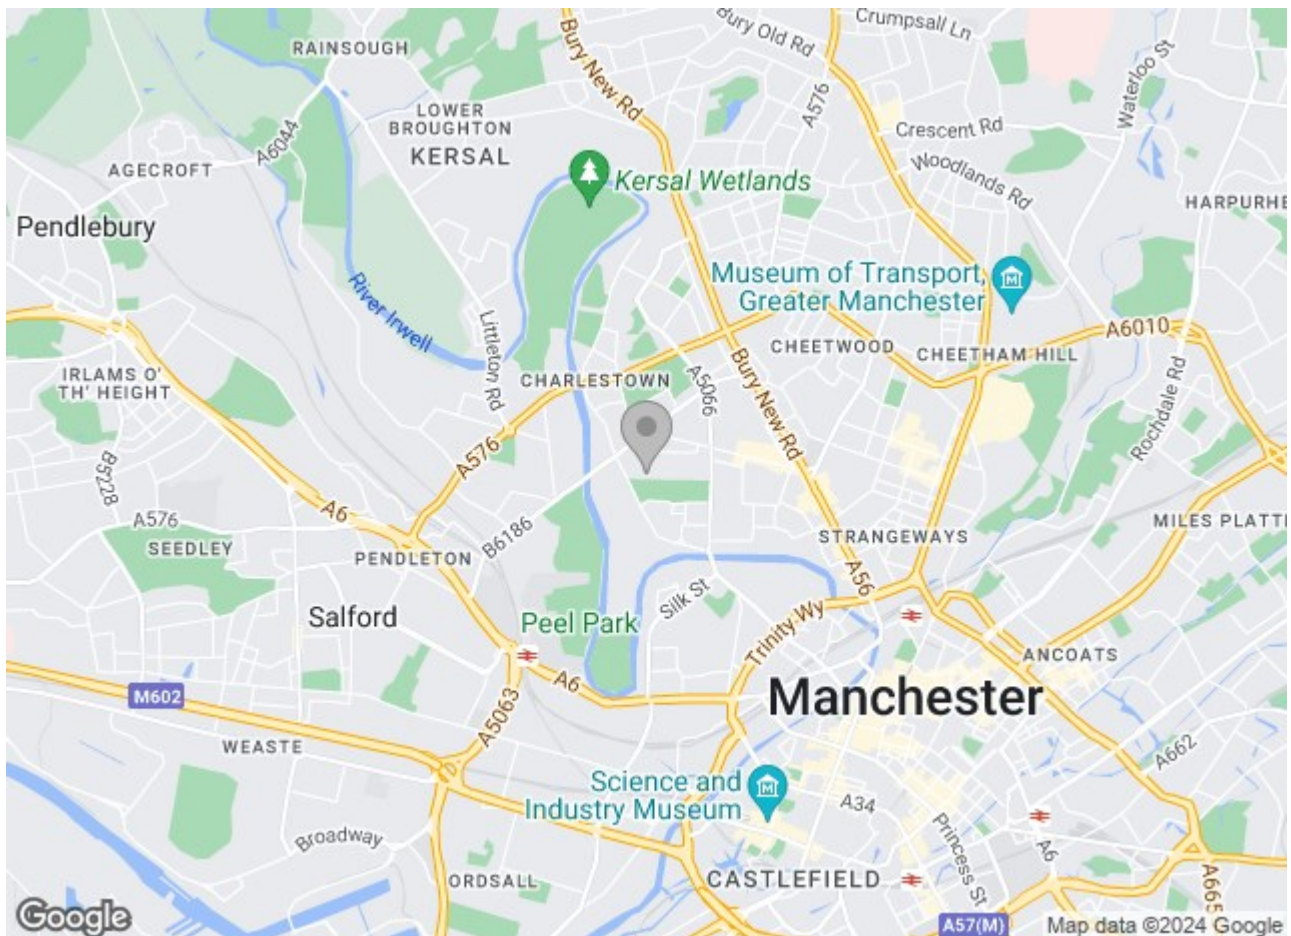 Bury Old Rd
Crumpsall Ln
RAINSOUGH
Bury New Rd
Waterloo St
A576
LOWER
BROUGHTON
KERSAL
A6044
Crescent Rd
AGECROFT
Woodlands Rd
Kersal Wetlands
HARPURHE
Pendlebury
Museum of Transport,
Greater Manchester
River Irwell
Littleton Rd
A6010
CHEETWOOD
CHEETHAM HILL
IRLAMS O'
TH' HEIGHT
CHARLESTOWN
A5066
Bury New Rd
Rochdale Rd
A576
B5228
A6
A576
SEEDLEY
B6186
PENDLETON
STRANGEWAYS
MILES PLATTI
A56
Silk St
Salford
Peel Park
Trinity Wy
ANCOATS
A6
M602
Manchester
A5063
WEASTE
A662
Science and
Industry Museum
A34
Princess St
A6
Broadway
ORDSALL
CASTLEFIELD
A665
Google
A57(M)
Map data ©2024 Google